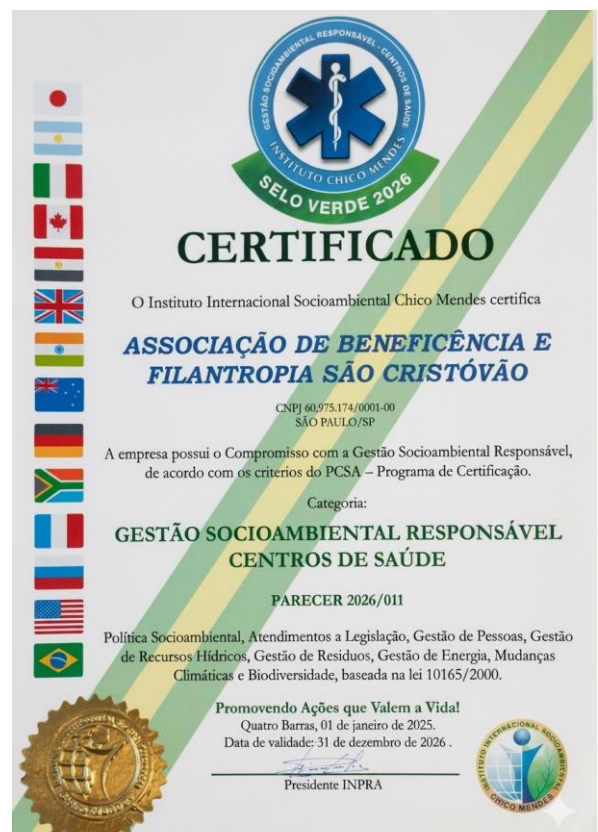 GESTÃO SOCIOAMBIENTAL RESPONSÁVEL - CENTROS DE SAÚDE
INSTITUTO CHICO MENDES
SELO VERDE 2026
CERTIFICADO
O Instituto Internacional Socioambiental Chico Mendes certifica
ASSOCIAÇÃO DE BENEFICÊNCIA E
FILANTROPIA SÃO CRISTÓVÃO
CNPJ 60,975.174/0001-00
SÃO PAULO/SP
A empresa possui o Compromisso com a Gestão Socioambiental Responsável,
de acordo com os criterios do PCSA – Programa de Certificação.
Categoria:
GESTÃO SOCIOAMBIENTAL RESPONSÁVEL
CENTROS DE SAÚDE
PARECER 2026/011
Política Socioambiental, Atendimentos a Legislação, Gestão de Pessoas, Gestão
de Recursos Hídricos, Gestão de Residuos, Gestão de Energia, Mudanças
Climáticas e Biodiversidade, baseada na lei 10165/2000.
Promovendo Ações que Valem a Vida!
Quatro Barras, 01 de janeiro de 2025.
Data de validade: 31 de dezembro de 2026 .
Presidente INPRA
INSTITUTO INTERNACIONAL SOCIOAMBIENTAL
CHICO MENDES